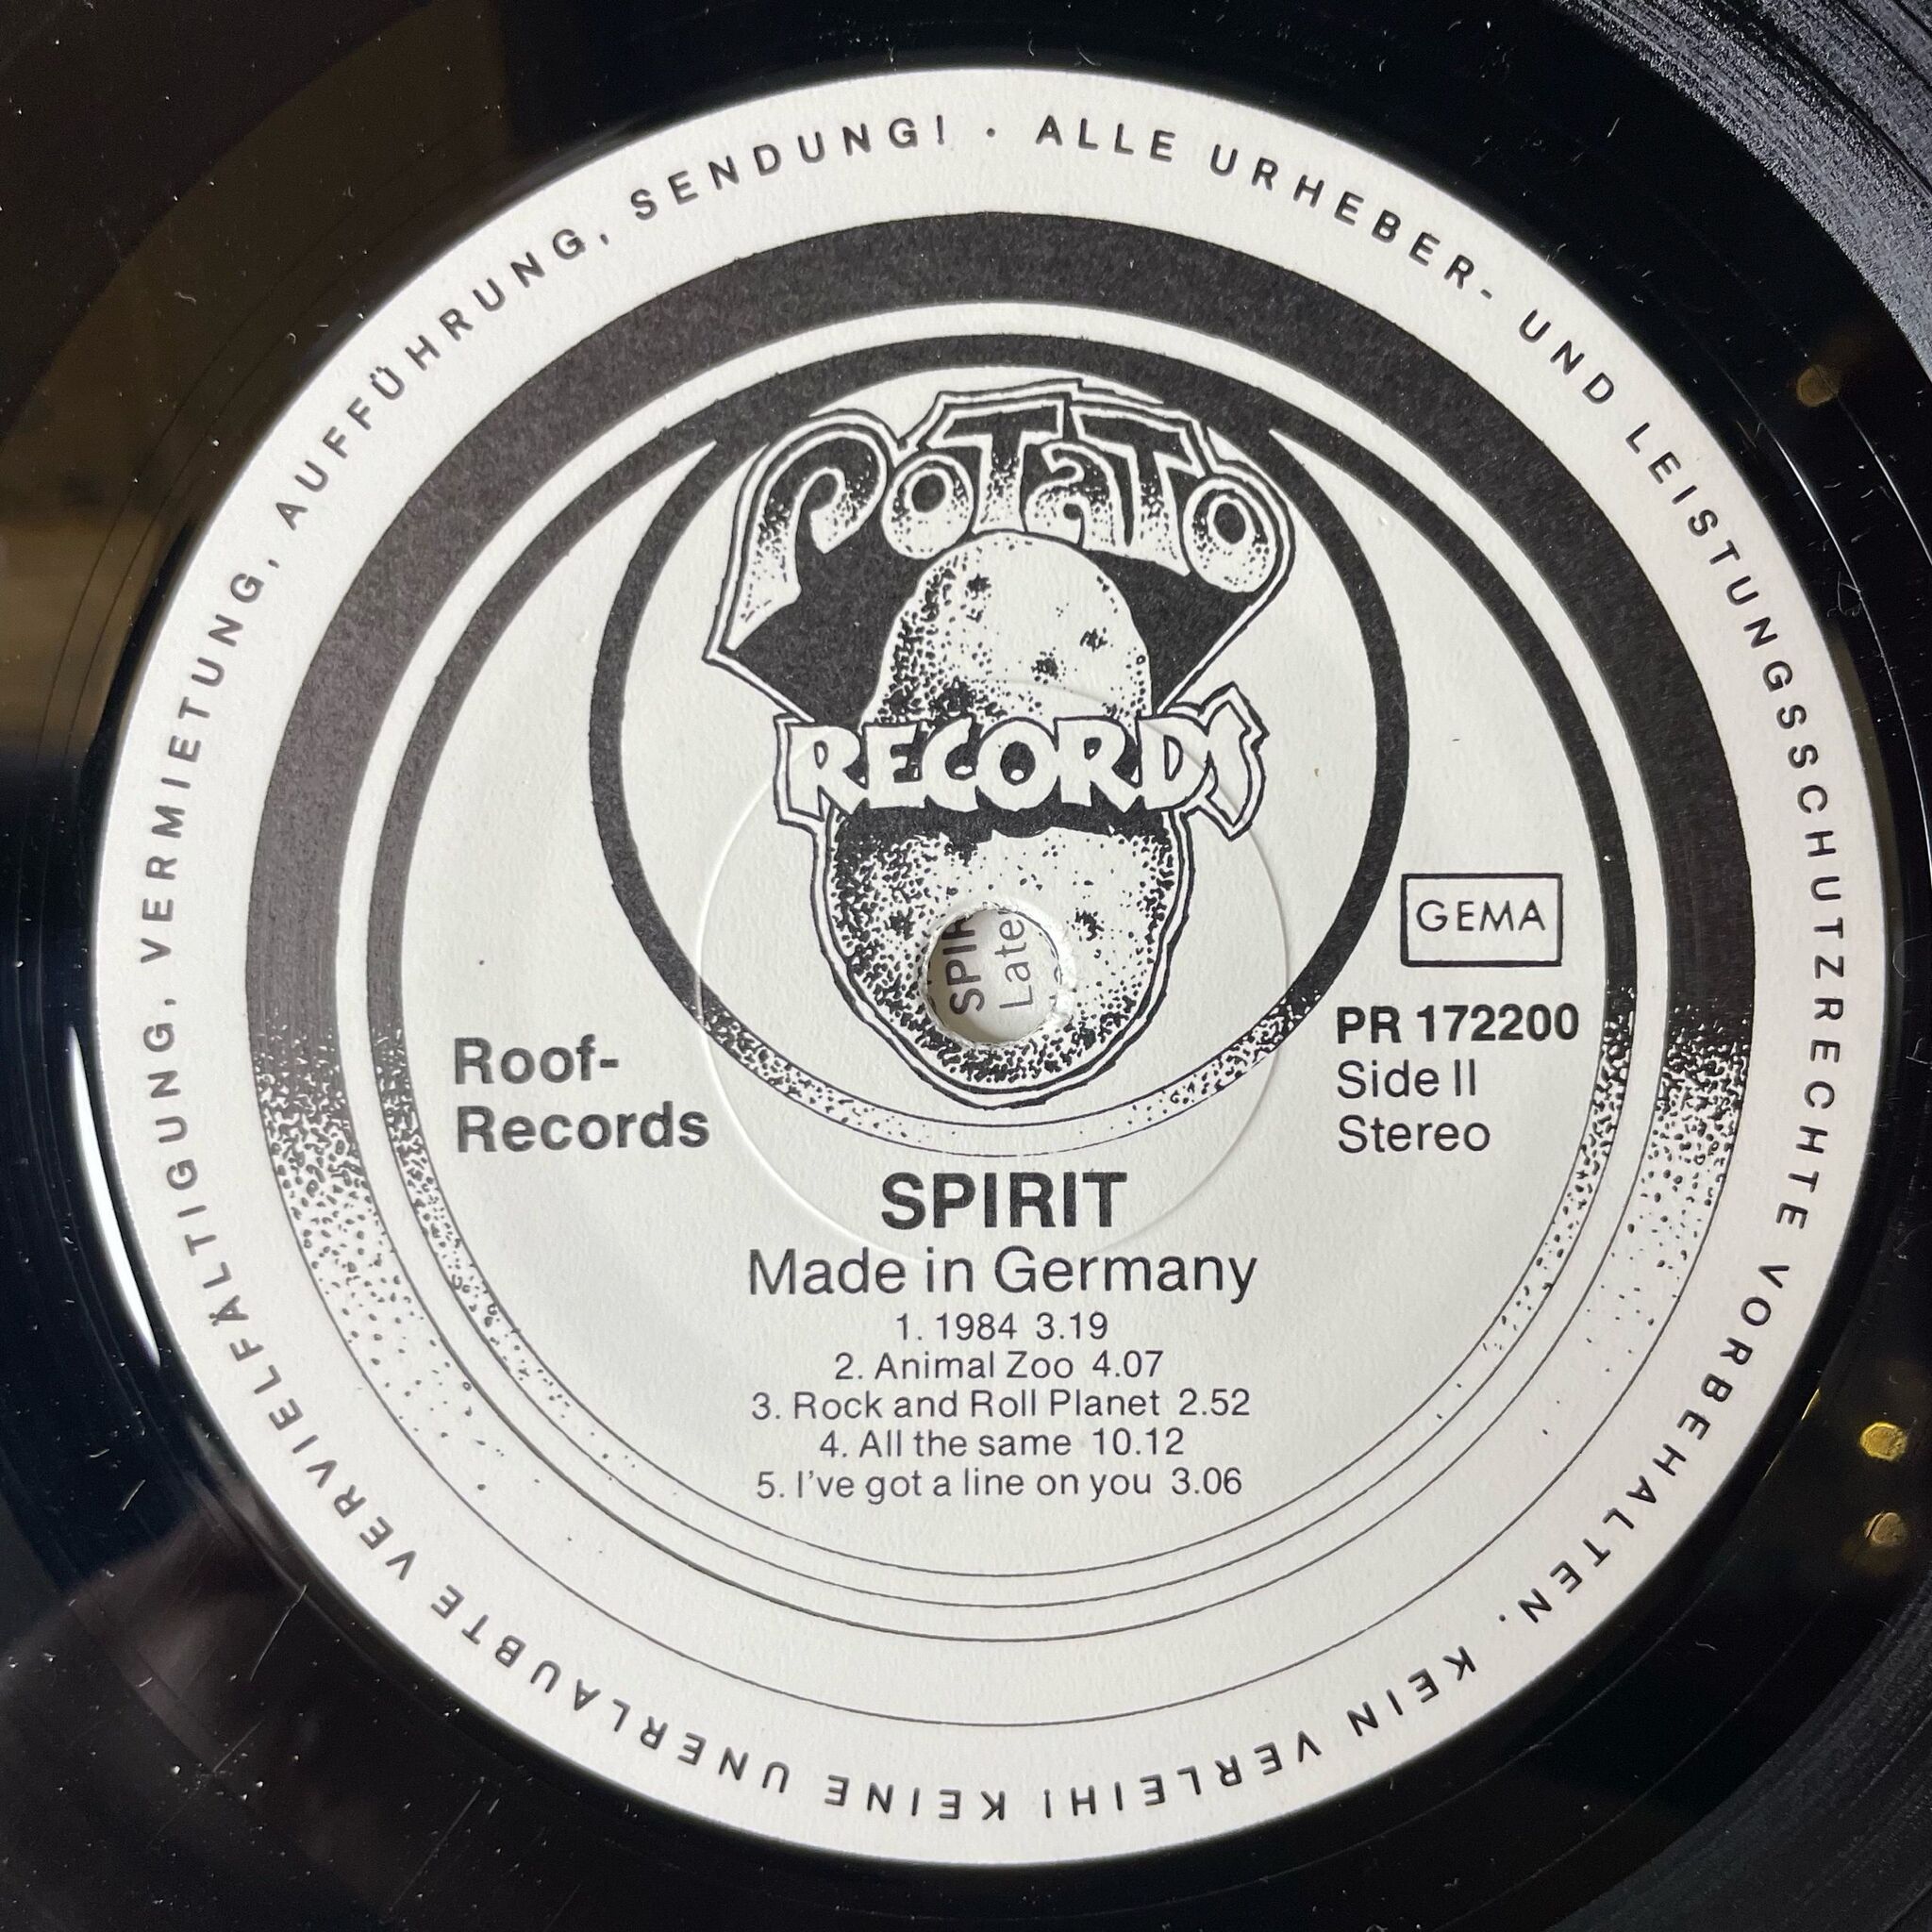 ALLE URHEBER- UND LEISTUNGSSCHUTZRECHTE VORBEHALTEN. KEIN VERLEIH! KEINE UNERLAUBTE VERVIELFÄLTIGUNG, VERMIETUNG, AUFFÜHRUNG, SENDUNG! ·
POTATO
RECORDS
GEMA
SPIR
Late
Roof-
Records
PR 172200
Side II
Stereo
SPIRIT
Made in Germany
1. 1984 3.19
2. Animal Zoo 4.07
3. Rock and Roll Planet 2.52
4. All the same 10.12
5. I've got a line on you 3.06